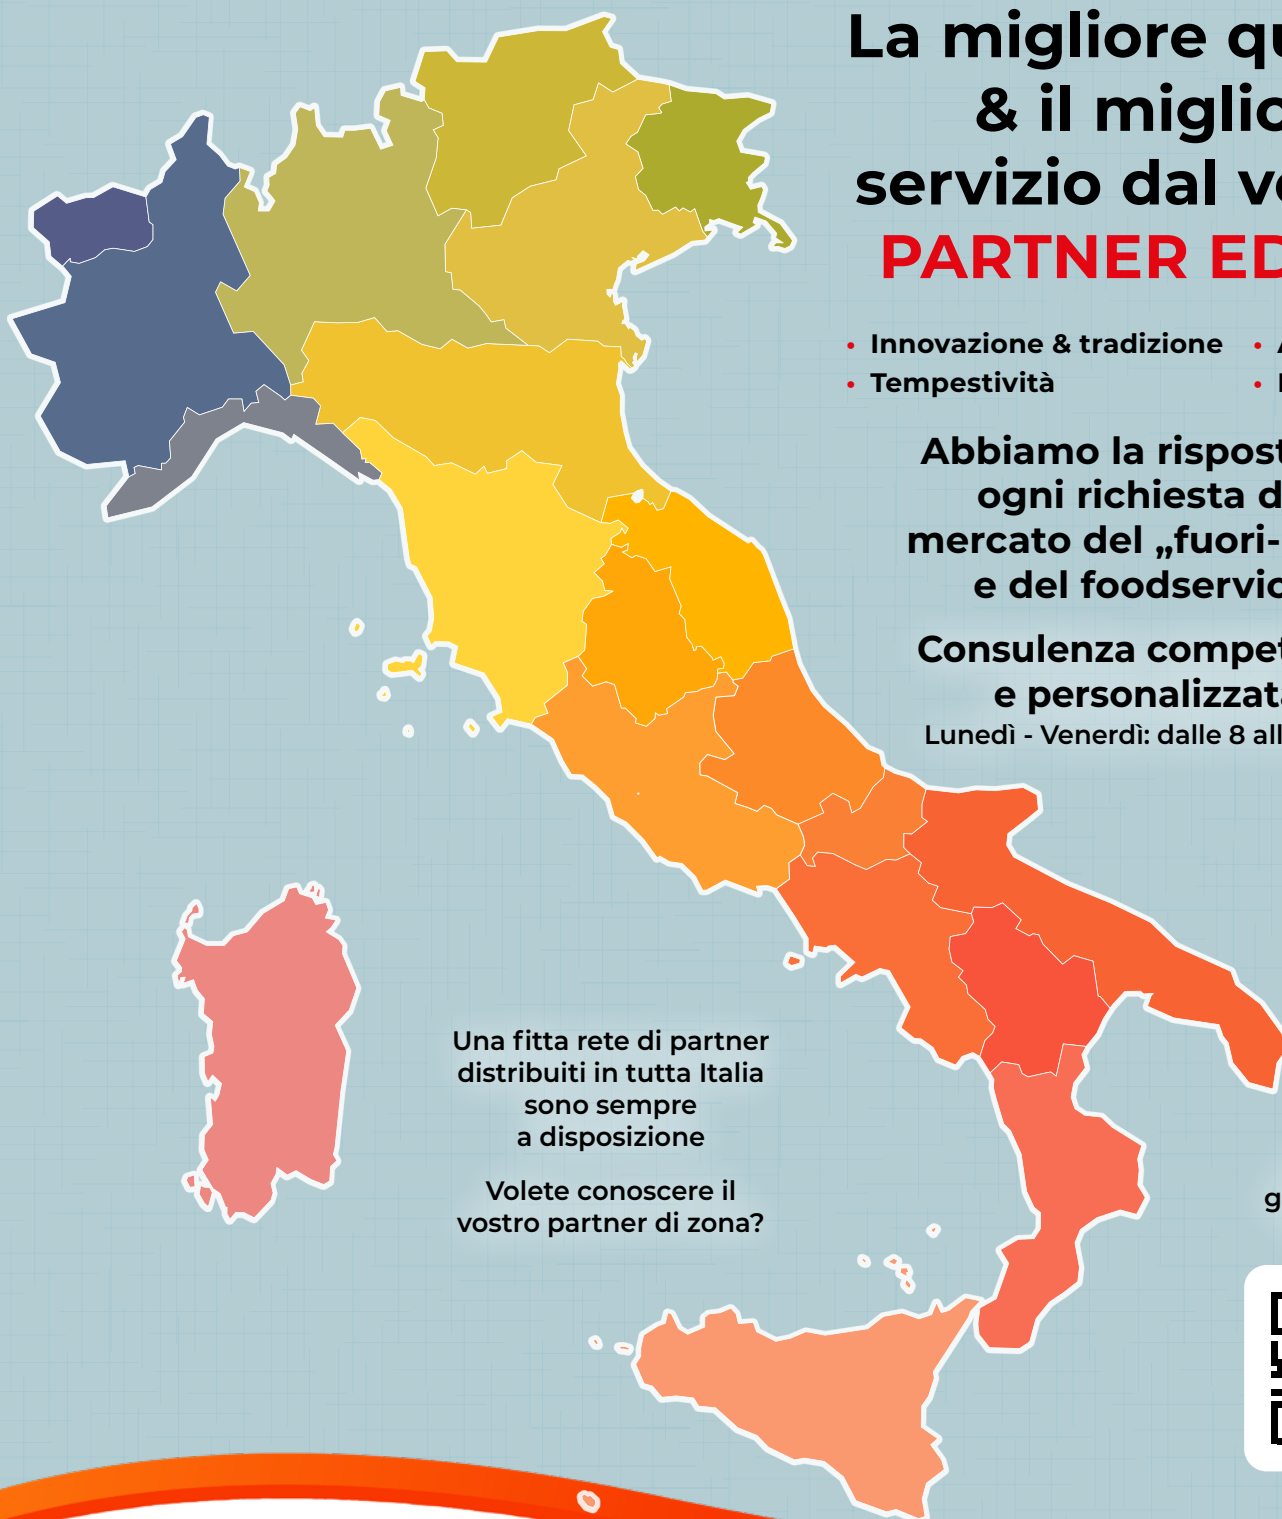 La migliore qu
& il miglio
servizio dal v
PARTNER ED
• Innovazione & tradizione •
• Tempestività •
Abbiamo la rispost
ogni richiesta d
mercato del „fuori-
e del foodservic
Consulenza compet
e personalizzat
Lunedì - Venerdì: dalle 8 all
Una fitta rete di partner
distribuiti in tutta Italia
sono sempre
a disposizione
Volete conoscere il
vostro partner di zona?
g